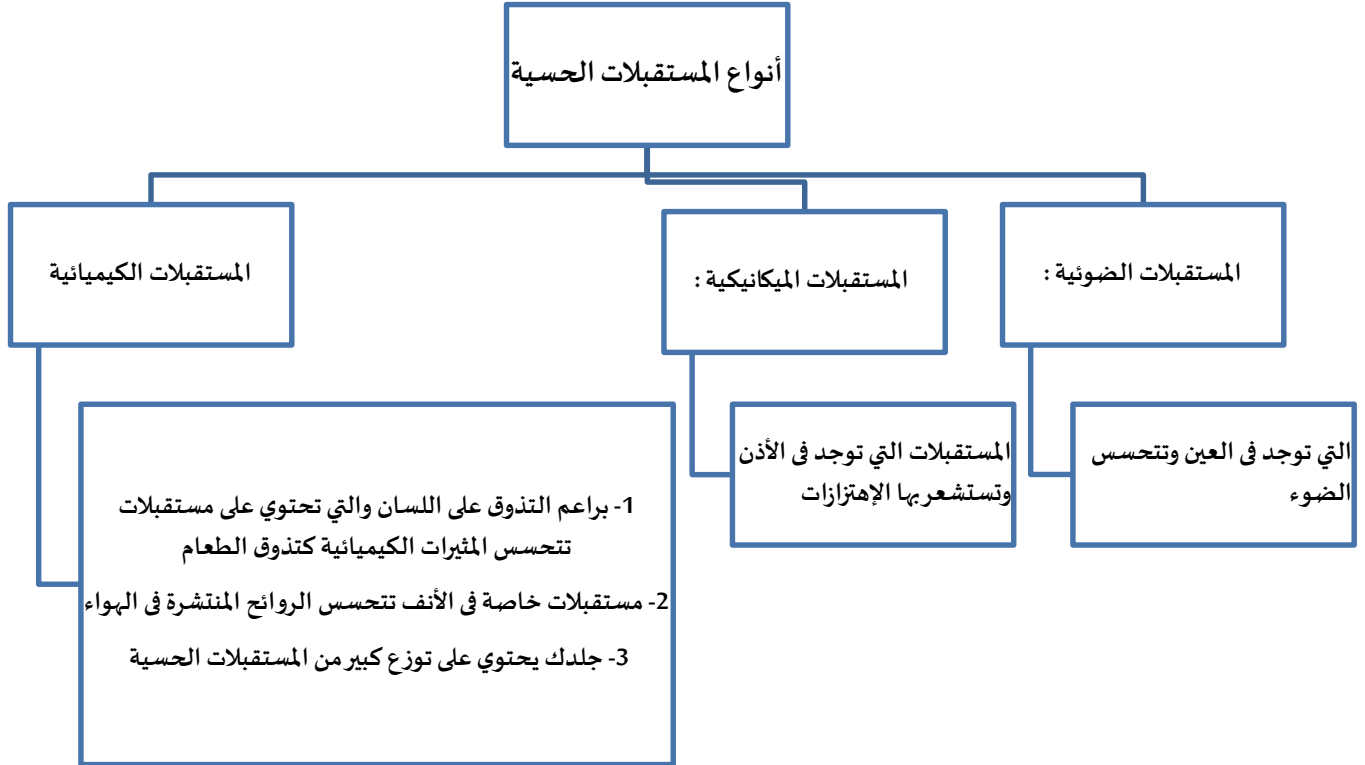 أنواع المستقبلات الحسية
المستقبلات الضوئية :
التي توجد فى العين وتتحسس
الضوء
المستقبلات الميكانيكية :
المستقبلات التي توجد فى الأذن
وتستشعر بها الإهتزازات
المستقبلات الكيميائية
1- براعم التذوق على اللسان والتي تحتوي على مستقبلات
تتحسس المثيرات الكيميائية كتذوق الطعام
2- مستقبلات خاصة فى الأنف تتحسس الروائح المنتشرة فى الهواء
3- جلدك يحتوي على توزع كبير من المستقبلات الحسية